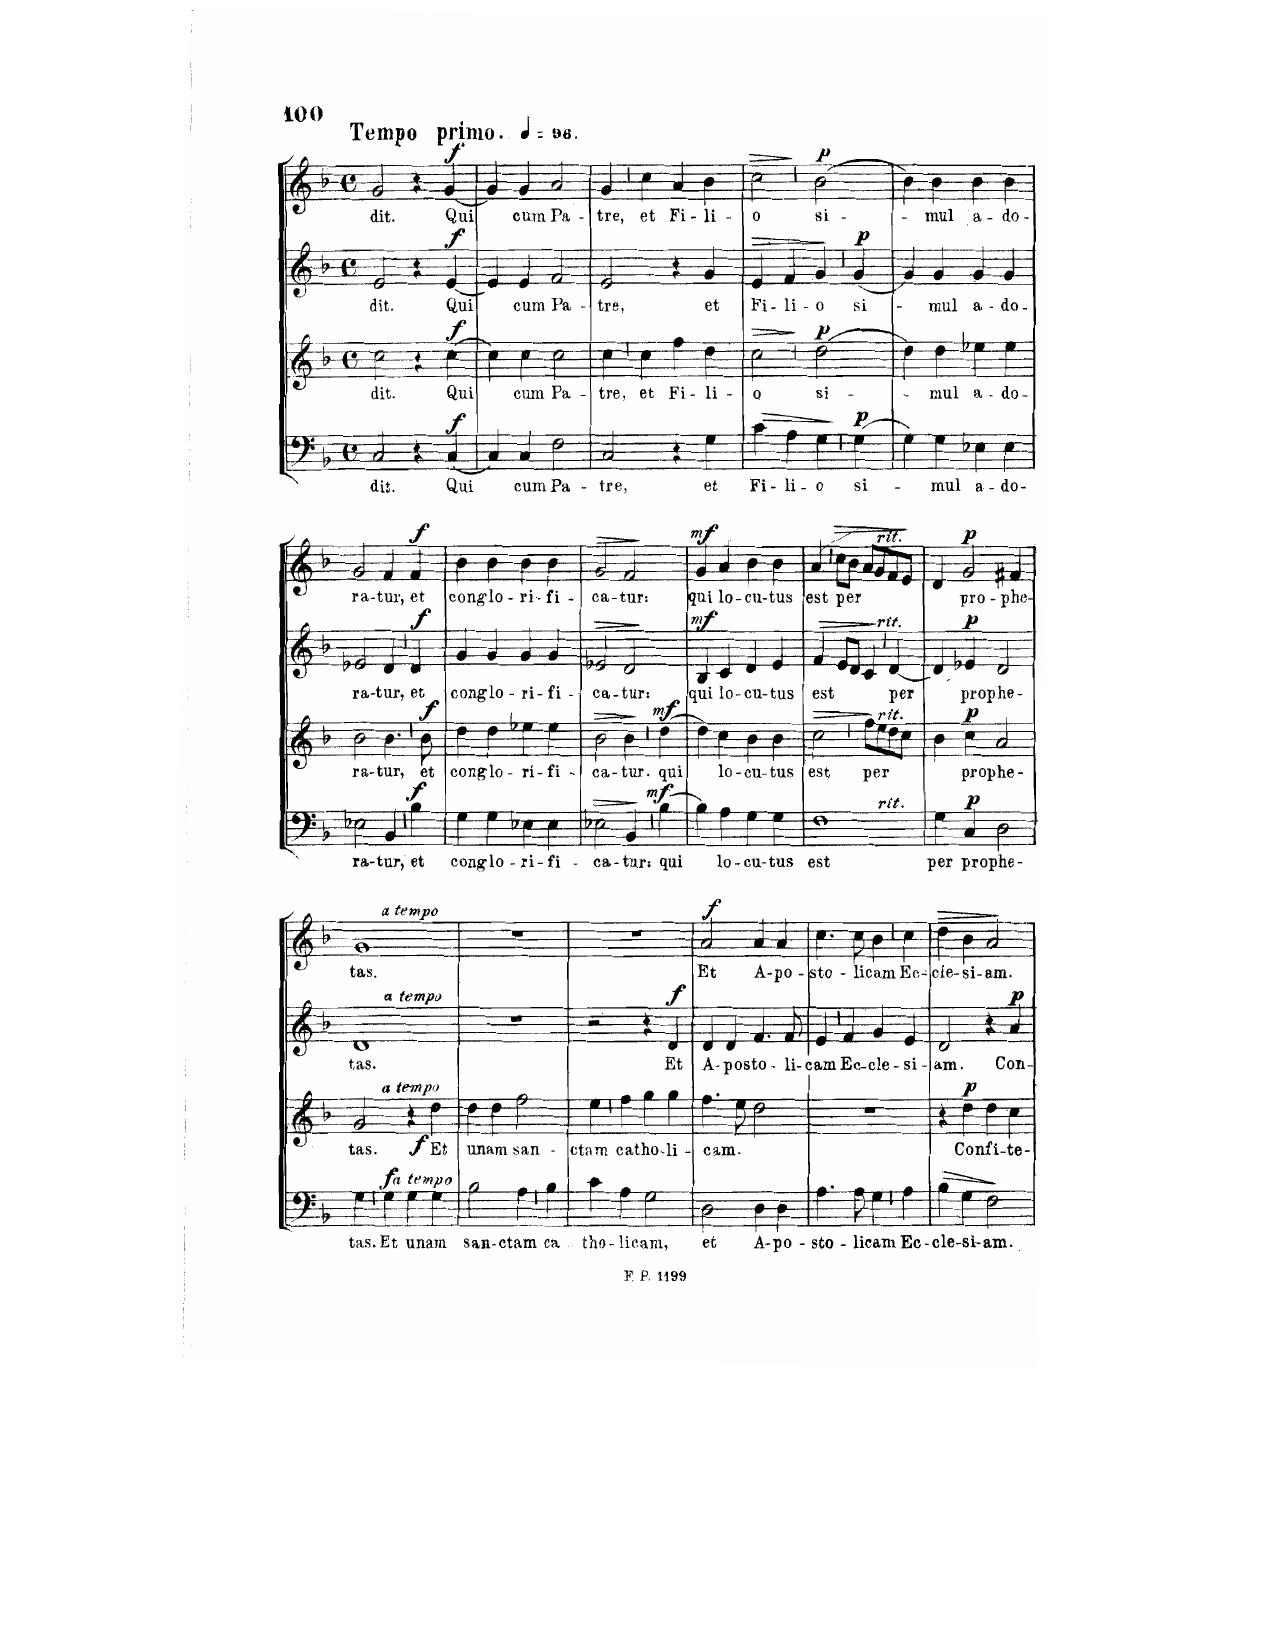 100
Tempo primo. ♩ = 96.
f p
dit. Qui cum Pa - tre, et Fi - li - o si - - mul a - do -
f p
dit. Qui cum Pa - tre, et Fi - li - o si - mul a - do -
f p
dit. Qui cum Pa - tre, et Fi - li - o si - - mul a - do -
f p
dit. Qui cum Pa - tre, et Fi - li - o si - mul a - do -
f mf rit. p
ra-tur, et conglo - ri - fi - ca-tur: qui lo-cu-tus est per pro-phe-
f mf rit. p
ra-tur, et conglo - ri - fi - ca-tur: qui lo-cu-tus est per prophe-
f mf rit. p
ra-tur, et conglo - ri - fi - ca-tur. qui lo-cu-tus est per prophe-
f mf rit. p
ra-tur, et conglo - ri - fi - ca-tur: qui lo-cu-tus est per prophe-
a tempo f
tas. Et A-po - sto - licam Ec-cle-si-am.
a tempo f p
tas. Et A-posto - li-cam Ec-cle-si-am. Con-
a tempo p
tas. f Et unam san - ctam catho-li - cam. Confi-te-
f a tempo
tas. Et unam san-ctam ca tho-licam, et A-po - sto - licam Ec-cle-si-am.
F. P. 1199